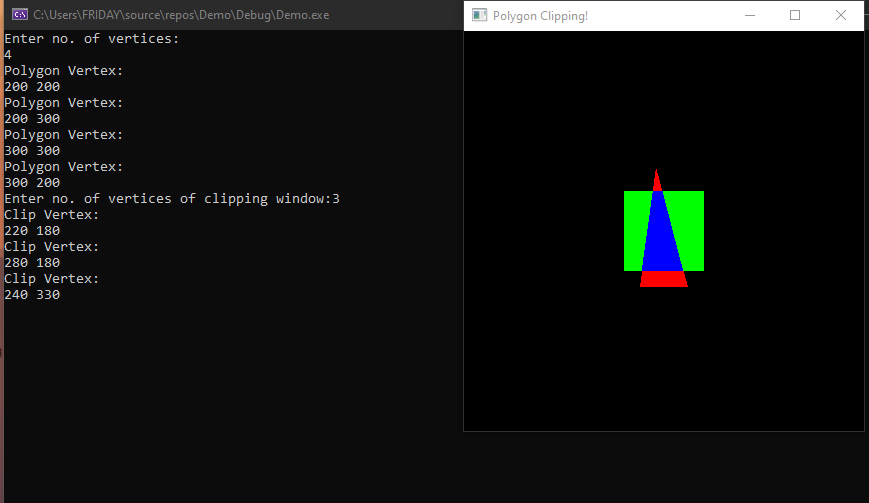 C:\Users\FRIDAY\source\repos\Demo\Debug\Demo.exe
Enter no. of vertices:
4
Polygon Vertex:
200 200
Polygon Vertex:
200 300
Polygon Vertex:
300 300
Polygon Vertex:
300 200
Enter no. of vertices of clipping window:3
Clip Vertex:
220 180
Clip Vertex:
280 180
Clip Vertex:
240 330
Polygon Clipping!